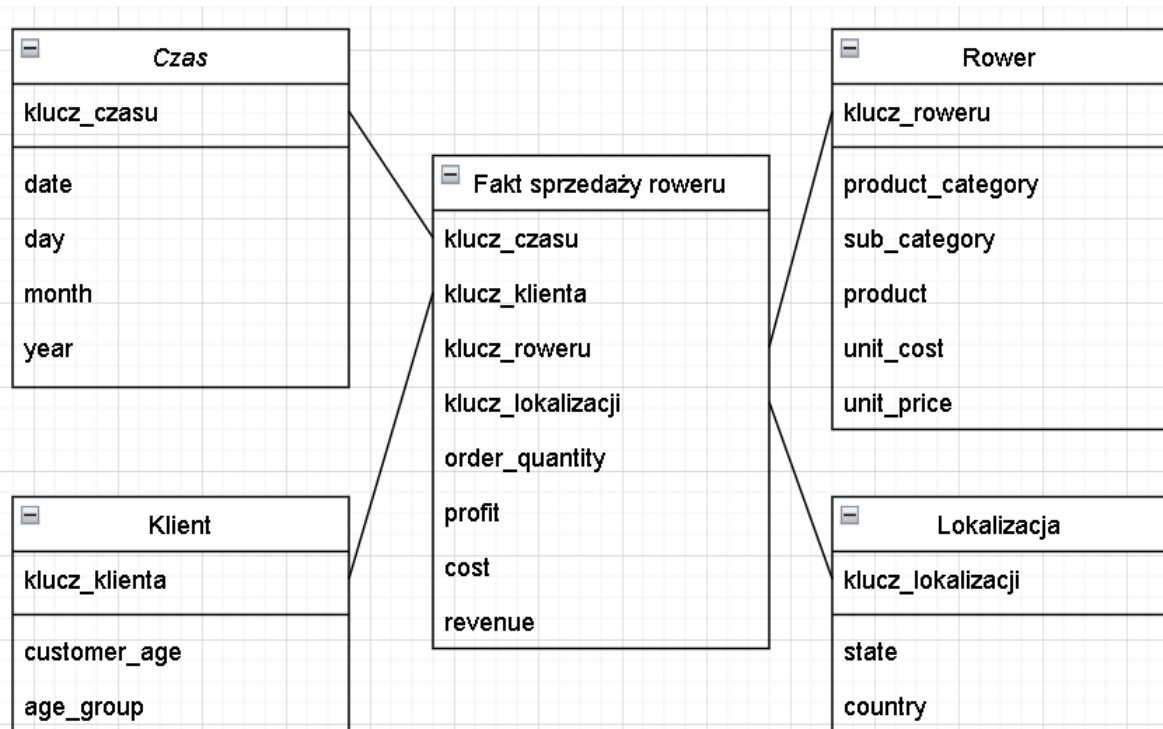 Czas
klucz_czasu
date
day
month
year
Klient
klucz_klienta
customer_age
age_group
Fakt sprzedaży roweru
klucz_czasu
klucz_klienta
klucz_roweru
klucz_lokalizacji
order_quantity
profit
cost
revenue
Rower
klucz_roweru
product_category
sub_category
product
unit_cost
unit_price
Lokalizacja
klucz_lokalizacji
state
country